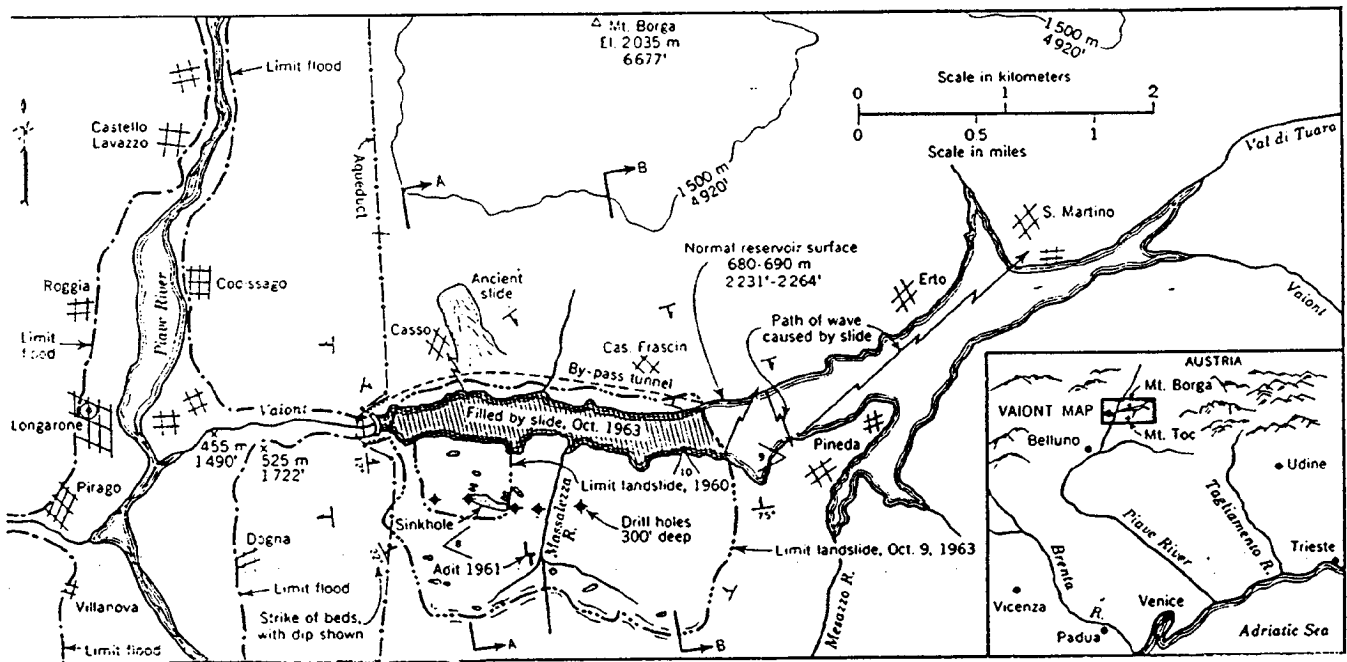 Mt. Borga
El. 2035 m
6677'
1500 m
4920'
Limit flood
Scale in kilometers
0
1
2
0
0.5
1
Scale in miles
Castello
Lavazzo
Aqueduct
A
B
1500 m
4920'
Val di Tuara
S. Martino
Normal reservoir surface
680-690 m
2231'-2264'
Ancient
slide
Roggia
Piave River
Erto
Vaiont
Casso
Cas. Frascin
Path of wave
caused by slide
Limit
flood
By-pass tunnel
Longarone
Vaiont
Filled by slide, Oct. 1963
455 m
1490'
525 m
1722'
Pineda
9
10
Limit landslide, 1960
Pirago
75°
Sinkhole
Massalezza
R.
Drill holes
300' deep
Dogna
8
Adit 1961
Limit landslide, Oct. 9, 1963
Limit flood
Villanova
Strike of beds,
with dip shown
Mesazzo R.
A
B
Limit flood
AUSTRIA
Mt. Borga
VAIONT MAP
Mt. Toc
Belluno
Udine
Piave River
Tagliamento R.
Brenta
R.
Trieste
Vicenza
Venice
Padua
Adriatic Sea